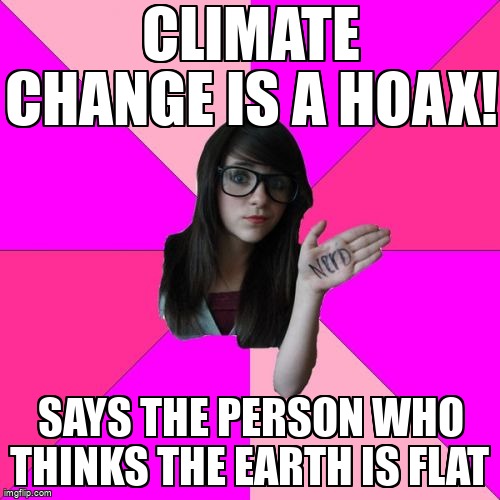 CLIMATE
CHANGE IS A HOAX!
NERD
SAYS THE PERSON WHO
THINKS THE EARTH IS FLAT
imgflip.com